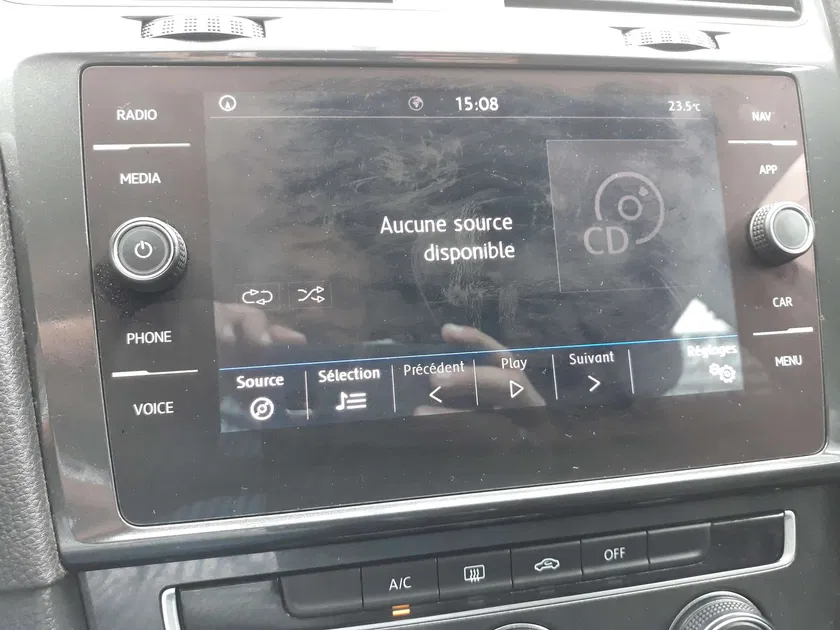 RADIO
MEDIA
PHONE
VOICE
15:08
23.5°C
Aucune source
disponible
CD
Source
Sélection
Précédent
Play
Suivant
Réglages
NAV
APP
CAR
MENU
A/C
OFF